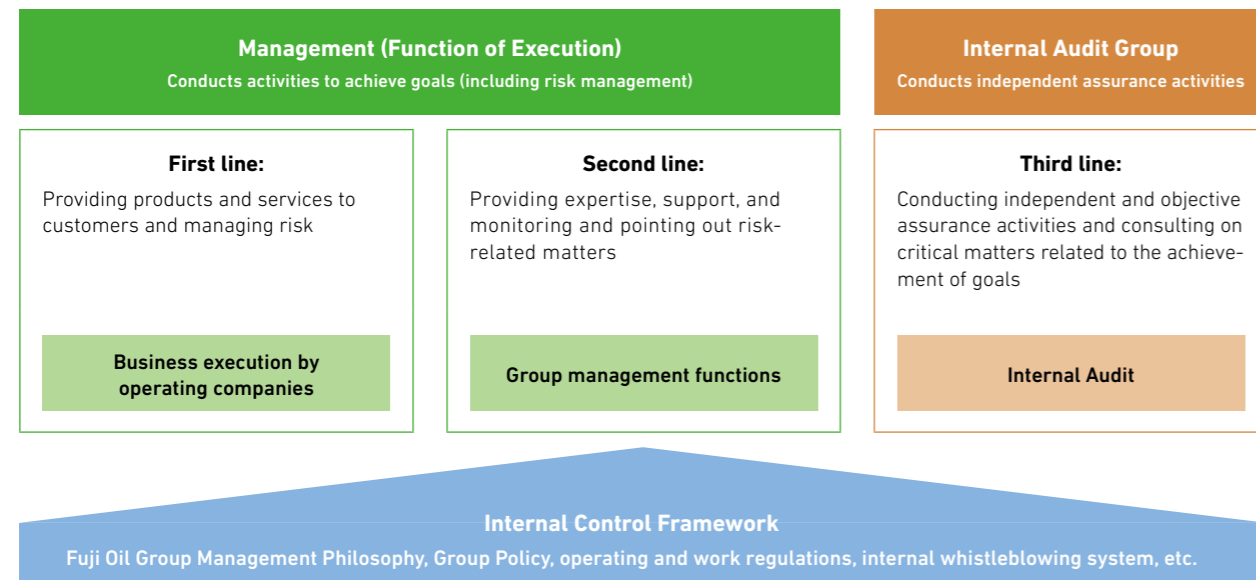 Management (Function of Execution)
Conducts activities to achieve goals (including risk management)
Internal Audit Group
Conducts independent assurance activities
First line:
Providing products and services to
customers and managing risk
Business execution by
operating companies
Second line:
Providing expertise, support, and
monitoring and pointing out risk-
related matters
Group management functions
Third line:
Conducting independent and objective
assurance activities and consulting on
critical matters related to the achieve-
ment of goals
Internal Audit
Internal Control Framework
Fuji Oil Group Management Philosophy, Group Policy, operating and work regulations, internal whistleblowing system, etc.